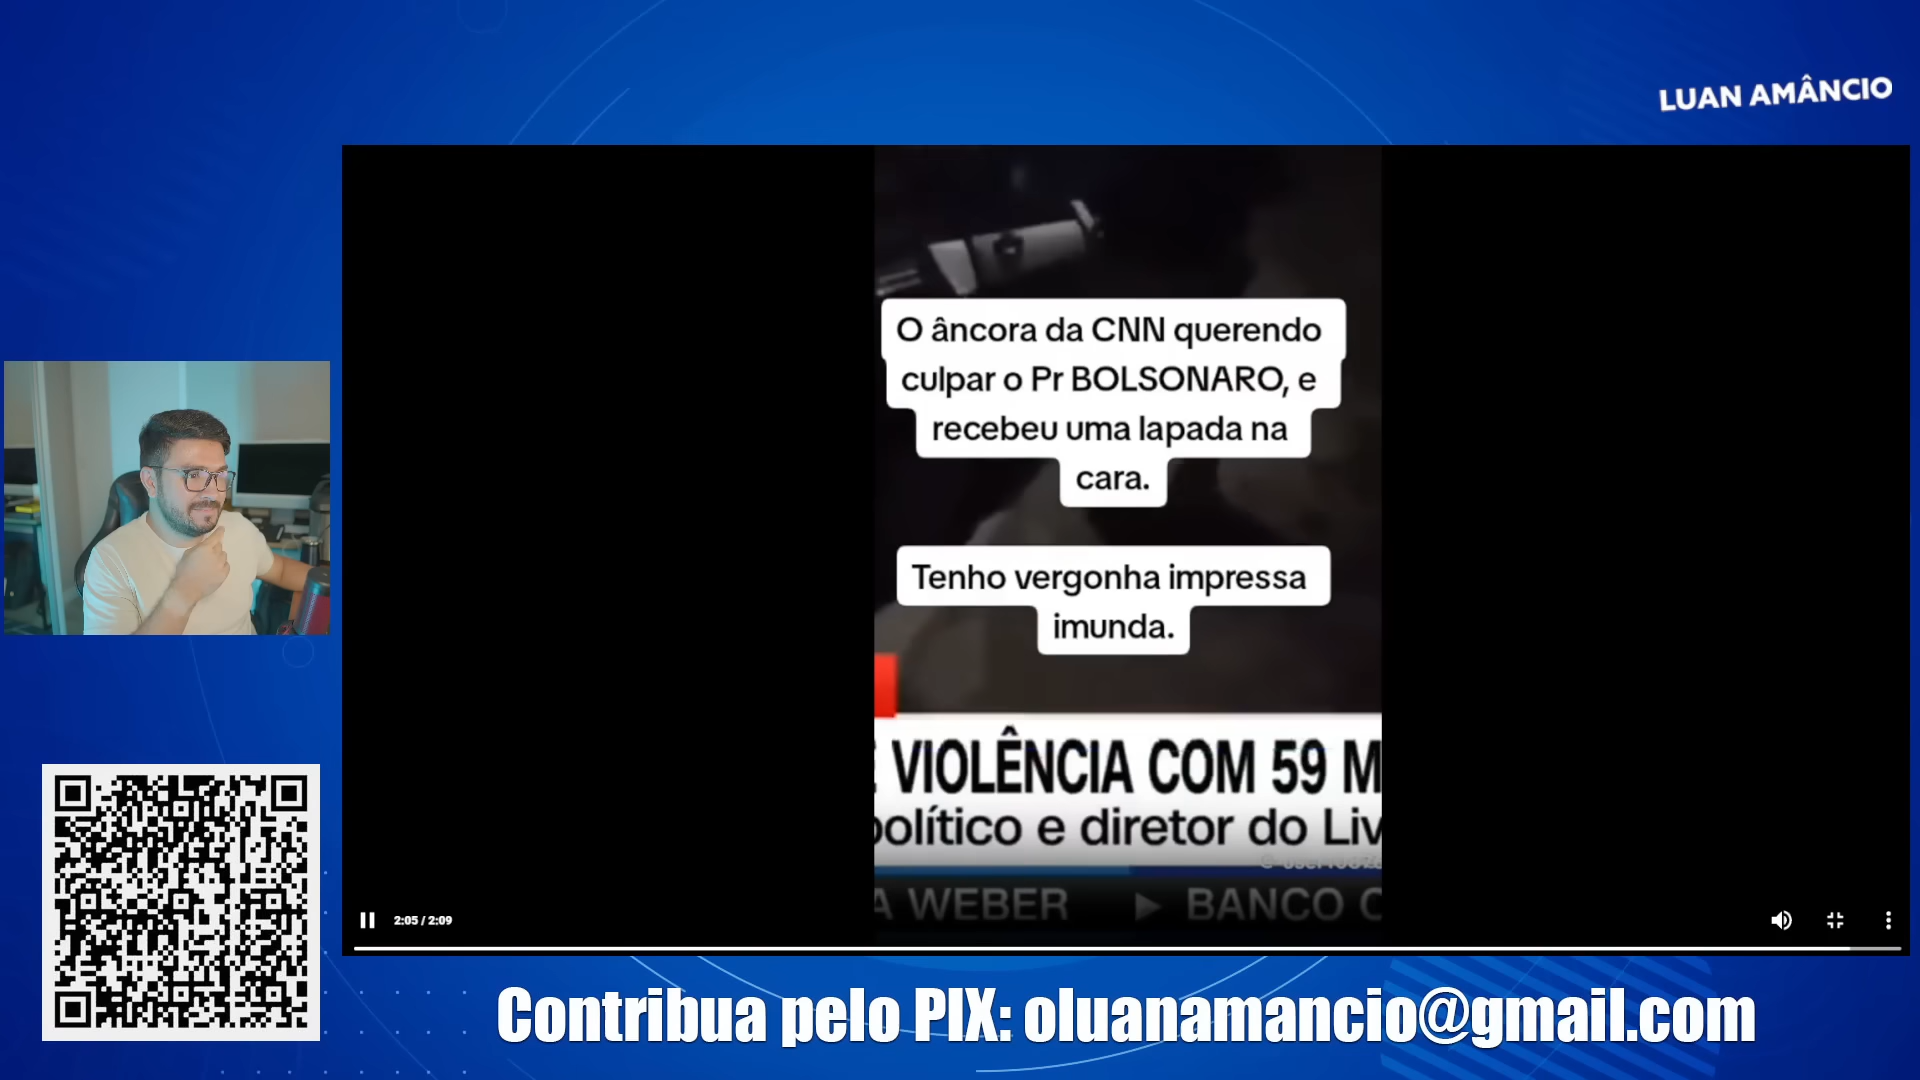 LUAN AMÂNCIO
O âncora da CNN querendo
culpar o Pr BOLSONARO, e
recebeu uma lapada na
cara.
Tenho vergonha impressa
imunda.
VIOLÊNCIA COM 59 M
político e diretor do Liv
A WEBER ▶ BANCO C
2:05 / 2:09
Contribua pelo PIX: oluanamancio@gmail.com